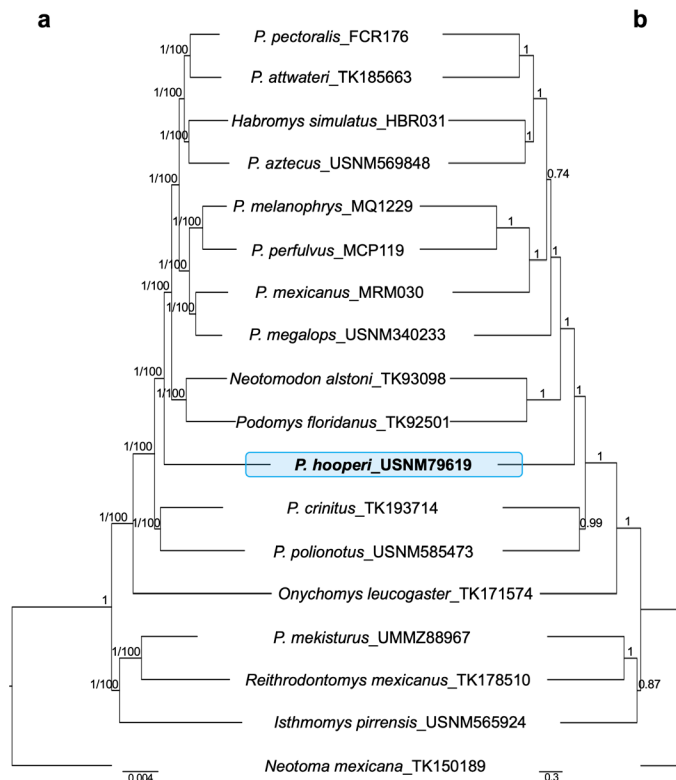 a b
P. pectoralis_FCR176
1/100 1
P. attwateri_TK185663
1/100 1
Habromys simulatus_HBR031
1/100 1
P. aztecus_USNM569848
1/100 0.74
P. melanophrys_MQ1229
1/100 1
P. perfulvus_MCP119
1/100 1 1
P. mexicanus_MRM030
1/100 1/100
P. megalops_USNM340233
1
Neotomodon alstoni_TK93098
1/100 1/100 1 1
Podomys floridanus_TK92501
1/100 1
P. hooperi_USNM79619
P. crinitus_TK193714
1/100 1/100 0.99 1
P. polionotus_USNM585473
Onychomys leucogaster_TK171574
1
P. mekisturus_UMMZ88967
1/100 1
Reithrodontomys mexicanus_TK178510
1/100 0.87
Isthmomys pirrensis_USNM565924
Neotoma mexicana_TK150189
0.004 0.3